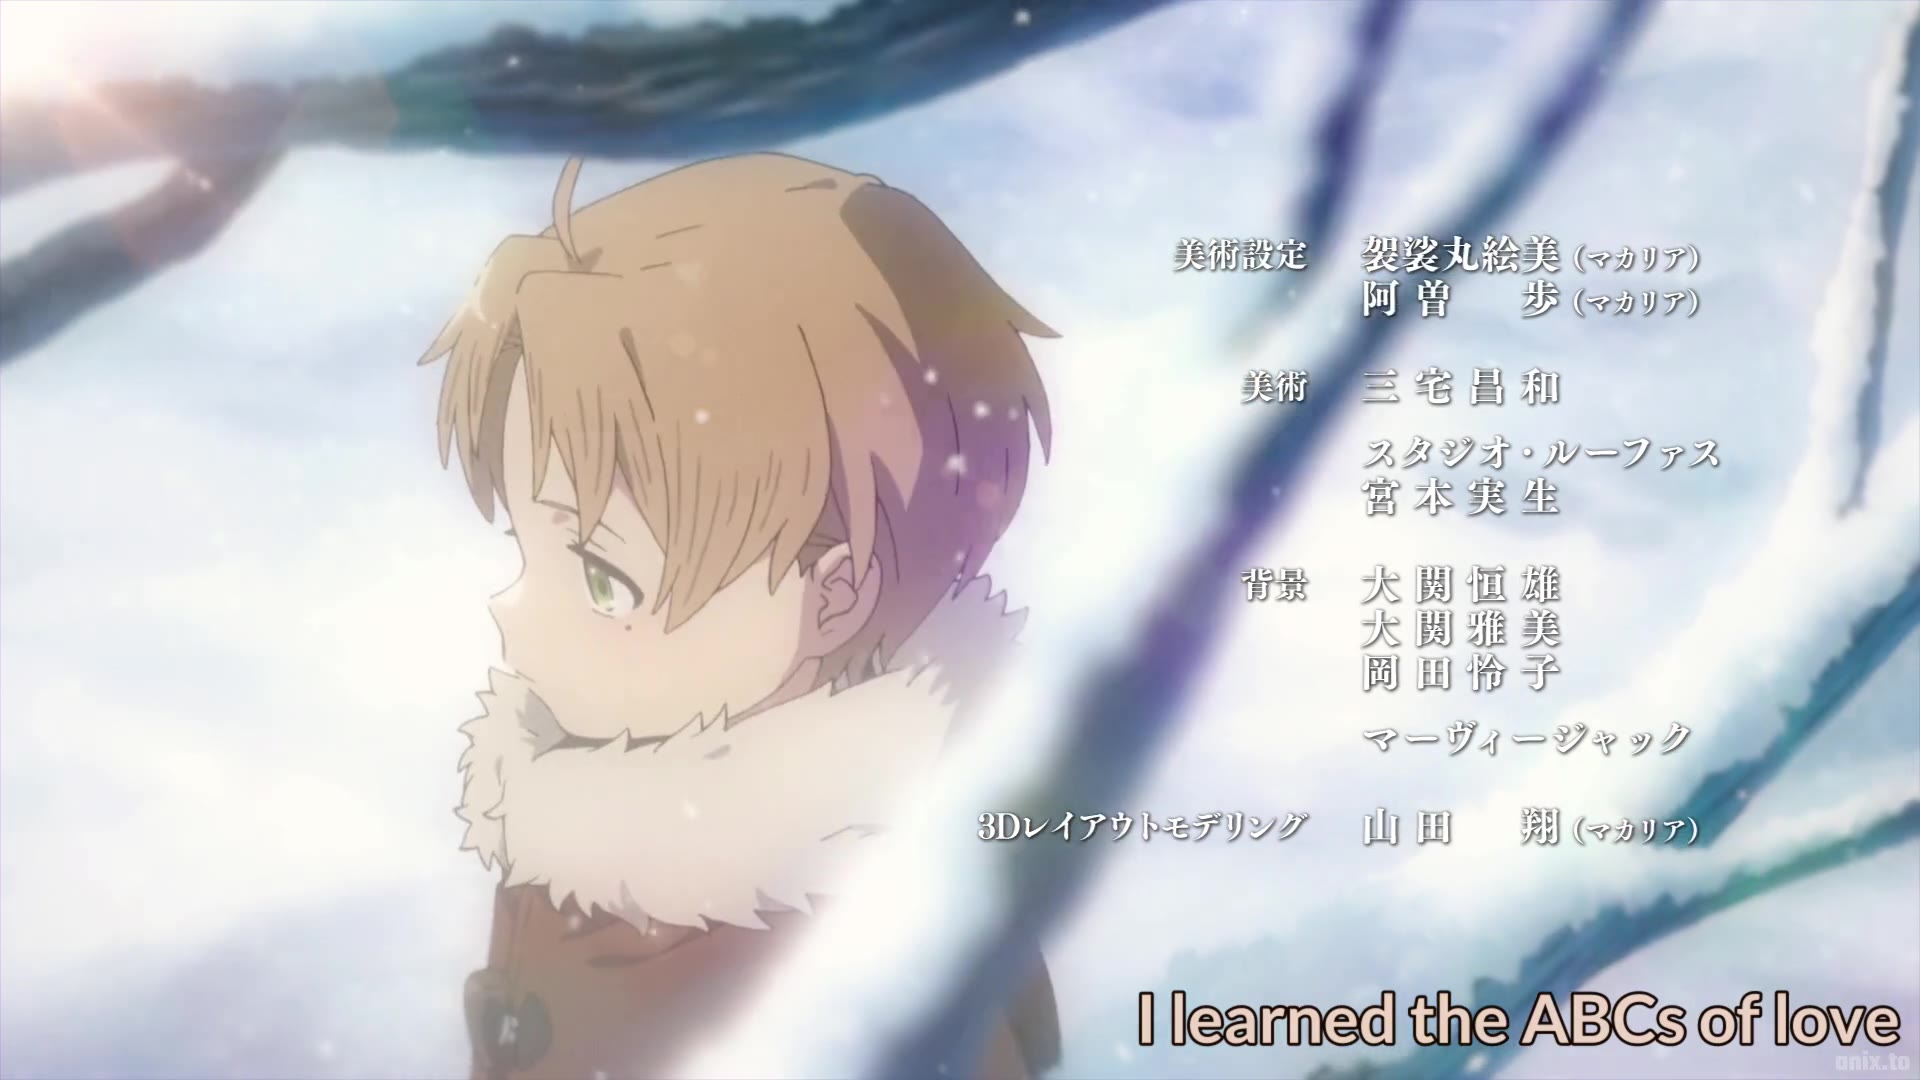 美術設定 袈裟丸絵美（マカリア）
阿曽 歩（マカリア）
美術 三宅昌和
スタジオ・ルーファス
宮本実生
背景 大関恒雄
大関雅美
岡田怜子
マーヴィージャック
3Dレイアウトモデリング 山田 翔（マカリア）
I learned the ABCs of love
anix.to
R